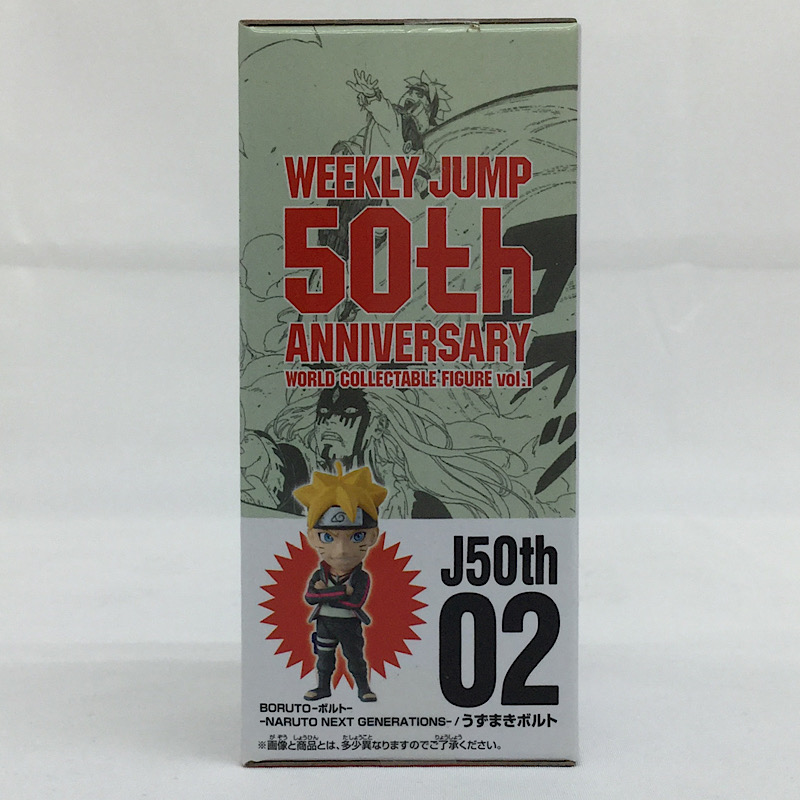 WEEKLY JUMP
50th
ANNIVERSARY
WORLD COLLECTABLE FIGURE vol.1
J50th
02
BORUTO-ボルト-
-NARUTO NEXT GENERATIONS- / うずまきボルト
※画像と商品とは、多少異なりますのでご了承ください。